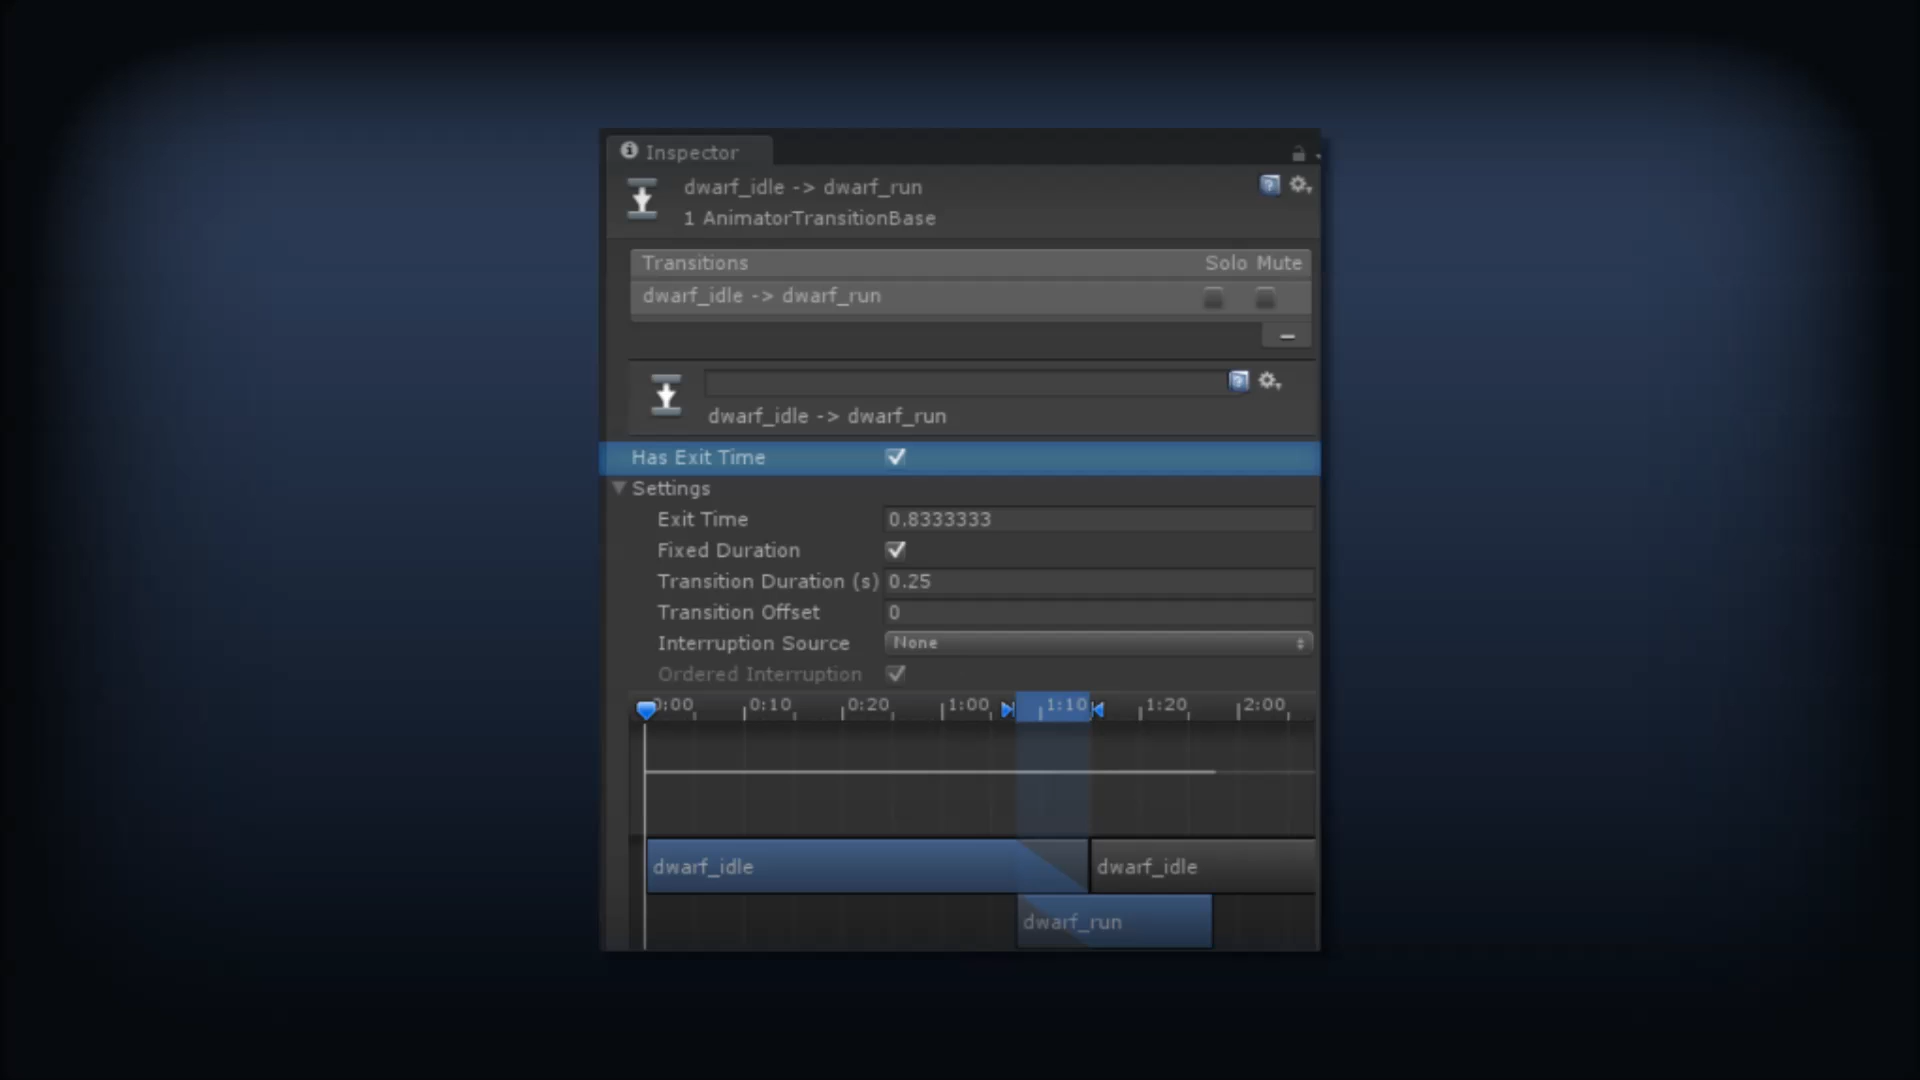 Inspector
dwarf_idle -> dwarf_run
1 AnimatorTransitionBase
Transitions Solo Mute
dwarf_idle -> dwarf_run
dwarf_idle -> dwarf_run
Has Exit Time
Settings
Exit Time 0.8333333
Fixed Duration
Transition Duration (s) 0.25
Transition Offset 0
Interruption Source None
Ordered Interruption
0:00 0:10 0:20 1:00 1:10 1:20 2:00
dwarf_idle dwarf_idle
dwarf_run